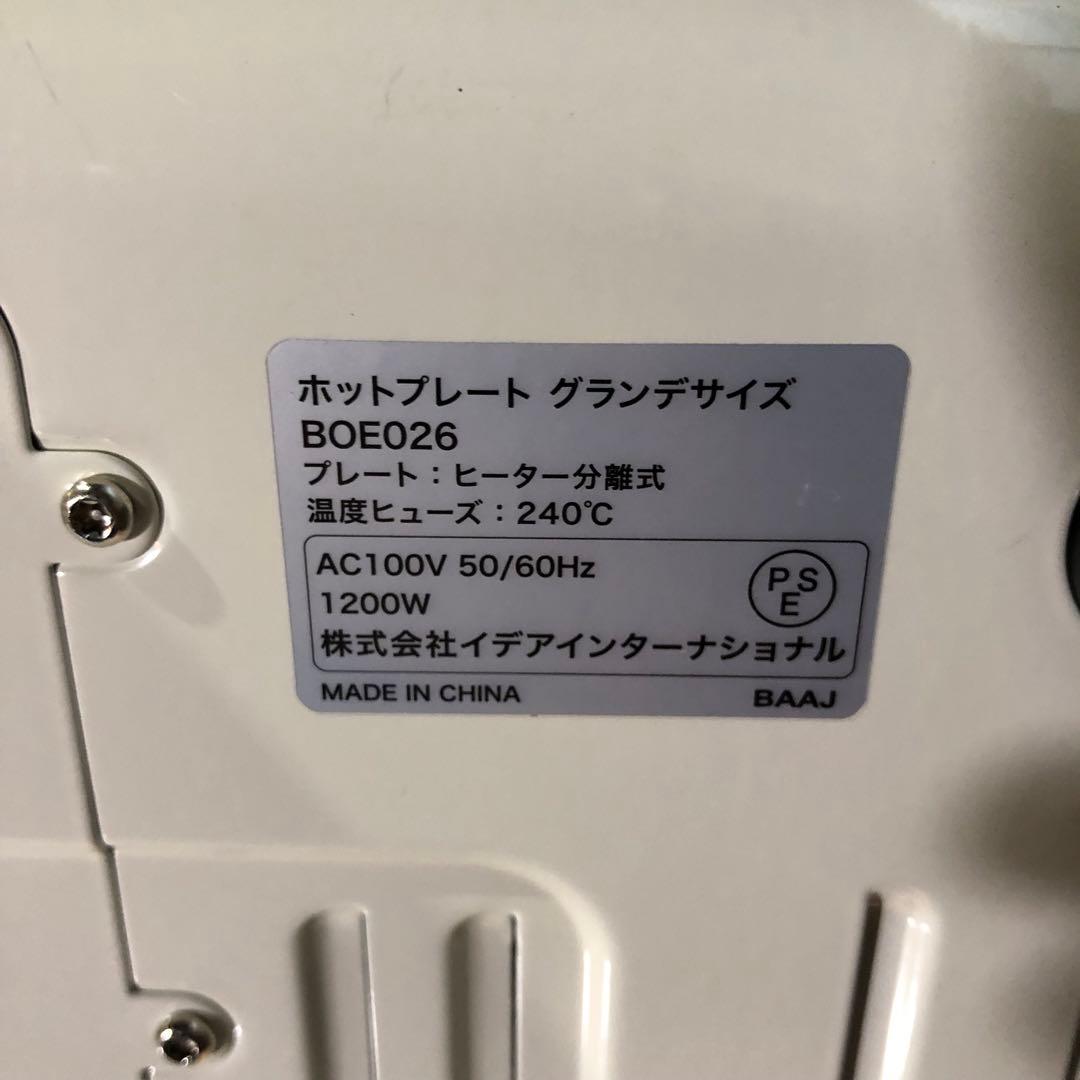 ホットプレート グランデサイズ
BOE026
プレート：ヒーター分離式
温度ヒューズ：240℃
AC100V 50/60Hz
1200W
PSE
株式会社イデアインターナショナル
MADE IN CHINA
BAAJ